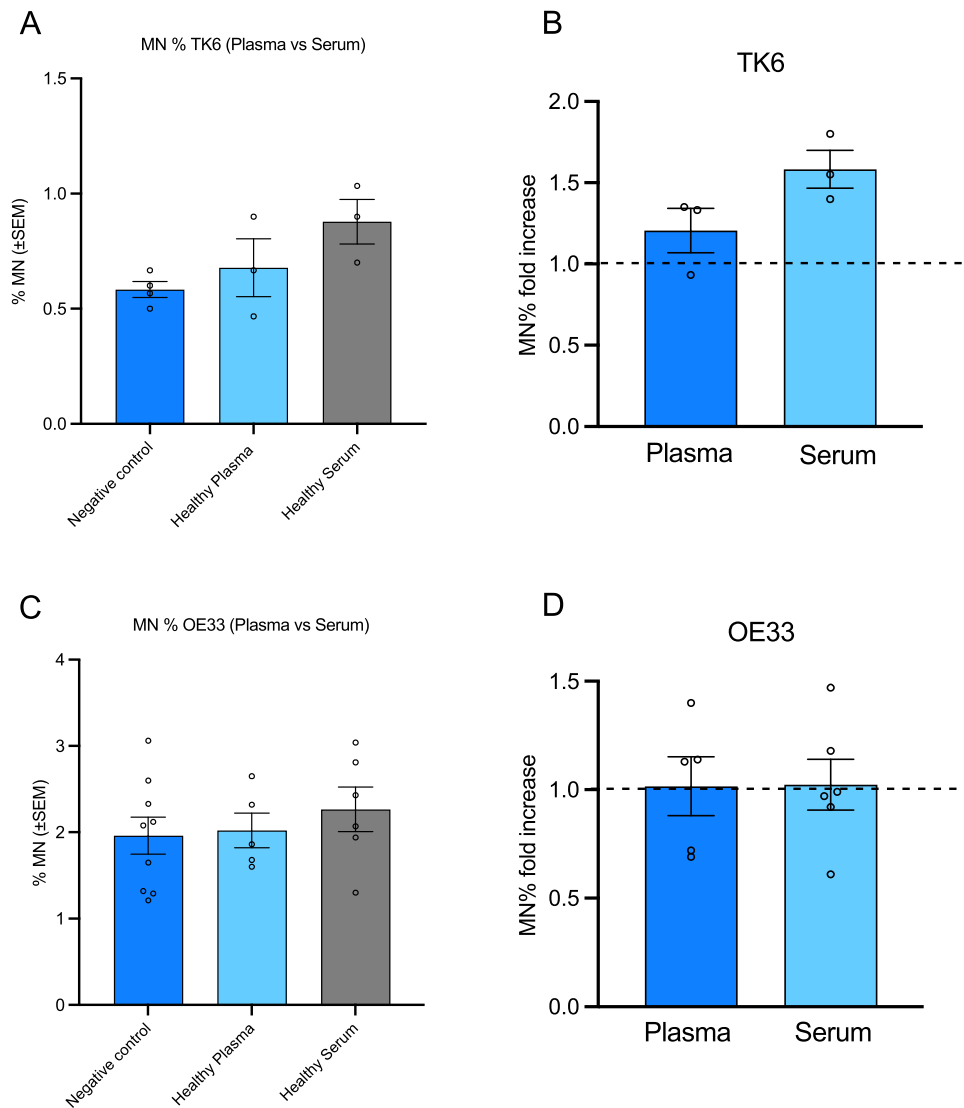 A
MN % TK6 (Plasma vs Serum)
% MN (±SEM)
1.5
1.0
0.5
0.0
Negative control
Healthy Plasma
Healthy Serum
B
TK6
MN% fold increase
2.0
1.5
1.0
0.5
0.0
Plasma
Serum
C
MN % OE33 (Plasma vs Serum)
% MN (±SEM)
4
3
2
1
0
Negative control
Healthy Plasma
Healthy Serum
D
OE33
MN% fold increase
1.5
1.0
0.5
0.0
Plasma
Serum